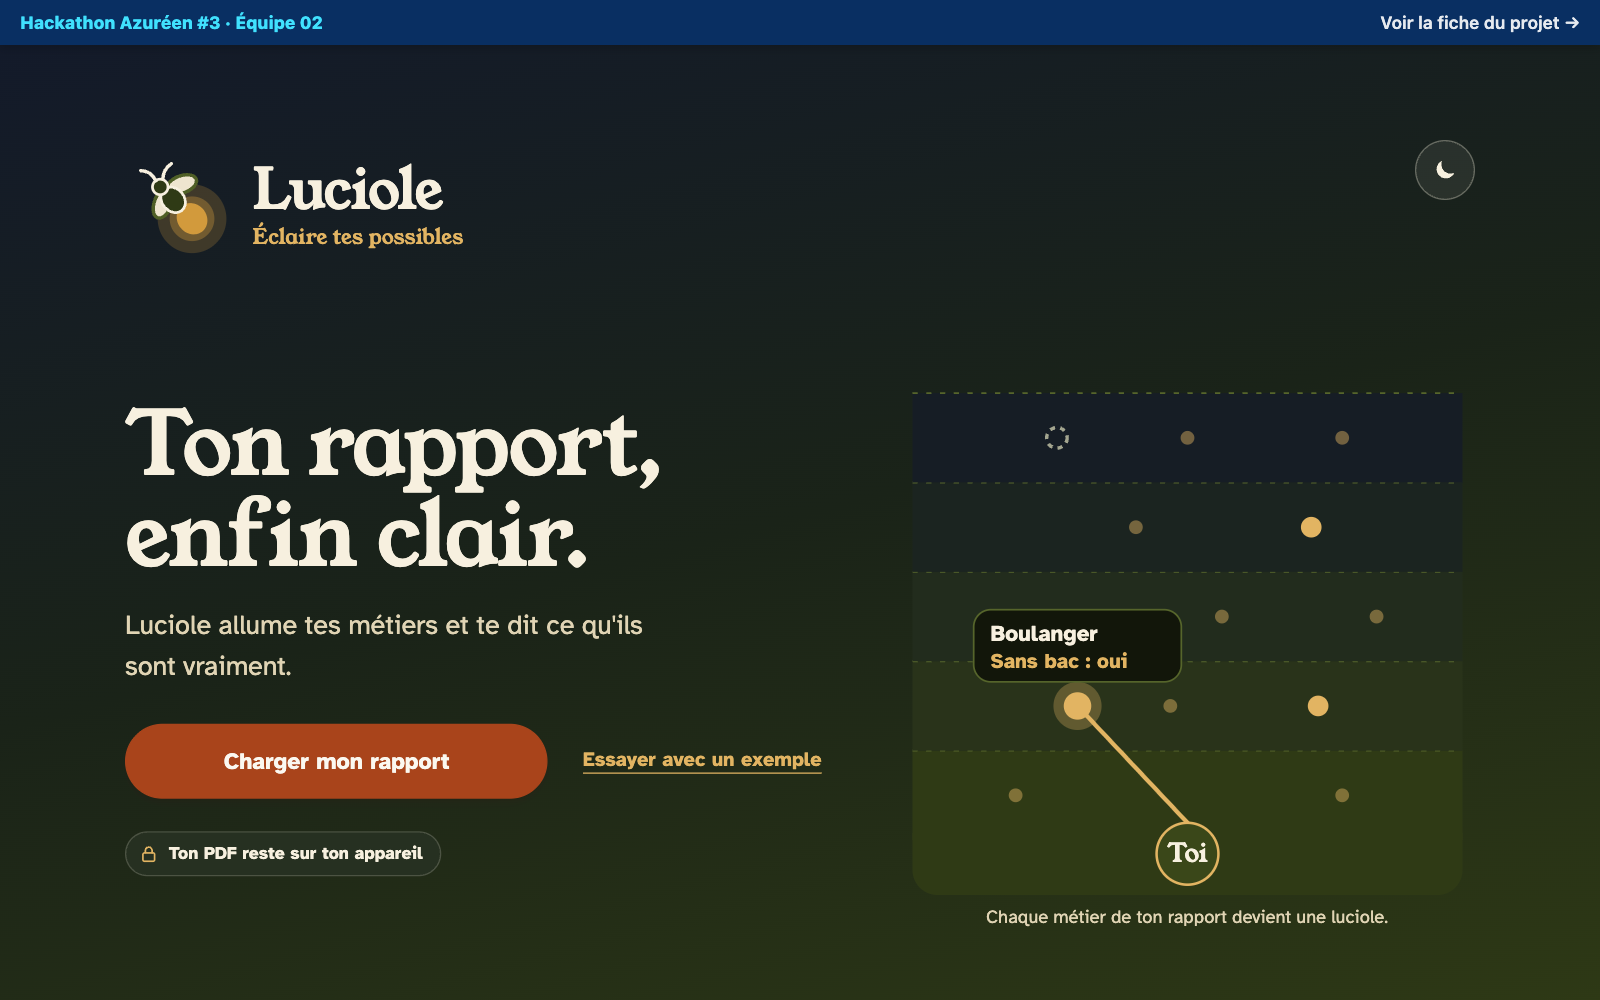 Hackathon Azuréen #3 · Équipe 02
Voir la fiche du projet →
Luciole
Éclaire tes possibles
Ton rapport,
enfin clair.
Luciole allume tes métiers et te dit ce qu'ils
sont vraiment.
Charger mon rapport
Essayer avec un exemple
Ton PDF reste sur ton appareil
Boulanger
Sans bac : oui
Toi
Chaque métier de ton rapport devient une luciole.